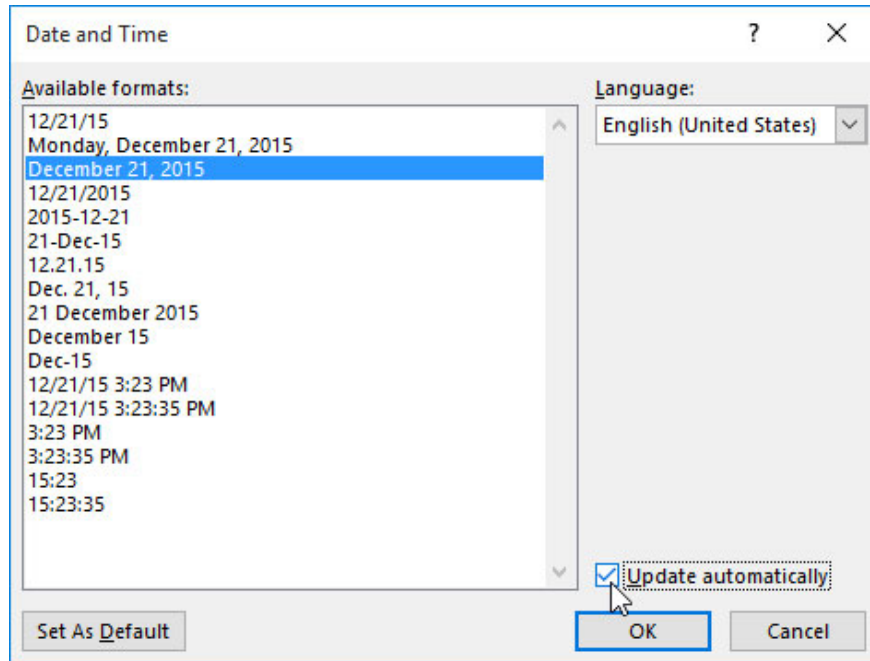 Date and Time
?
Available formats:
Language:
12/21/15
Monday, December 21, 2015
December 21, 2015
12/21/2015
2015-12-21
21-Dec-15
12.21.15
Dec. 21, 15
21 December 2015
December 15
Dec-15
12/21/15 3:23 PM
12/21/15 3:23:35 PM
3:23 PM
3:23:35 PM
15:23
15:23:35
English (United States)
Update automatically
Set As Default
OK
Cancel